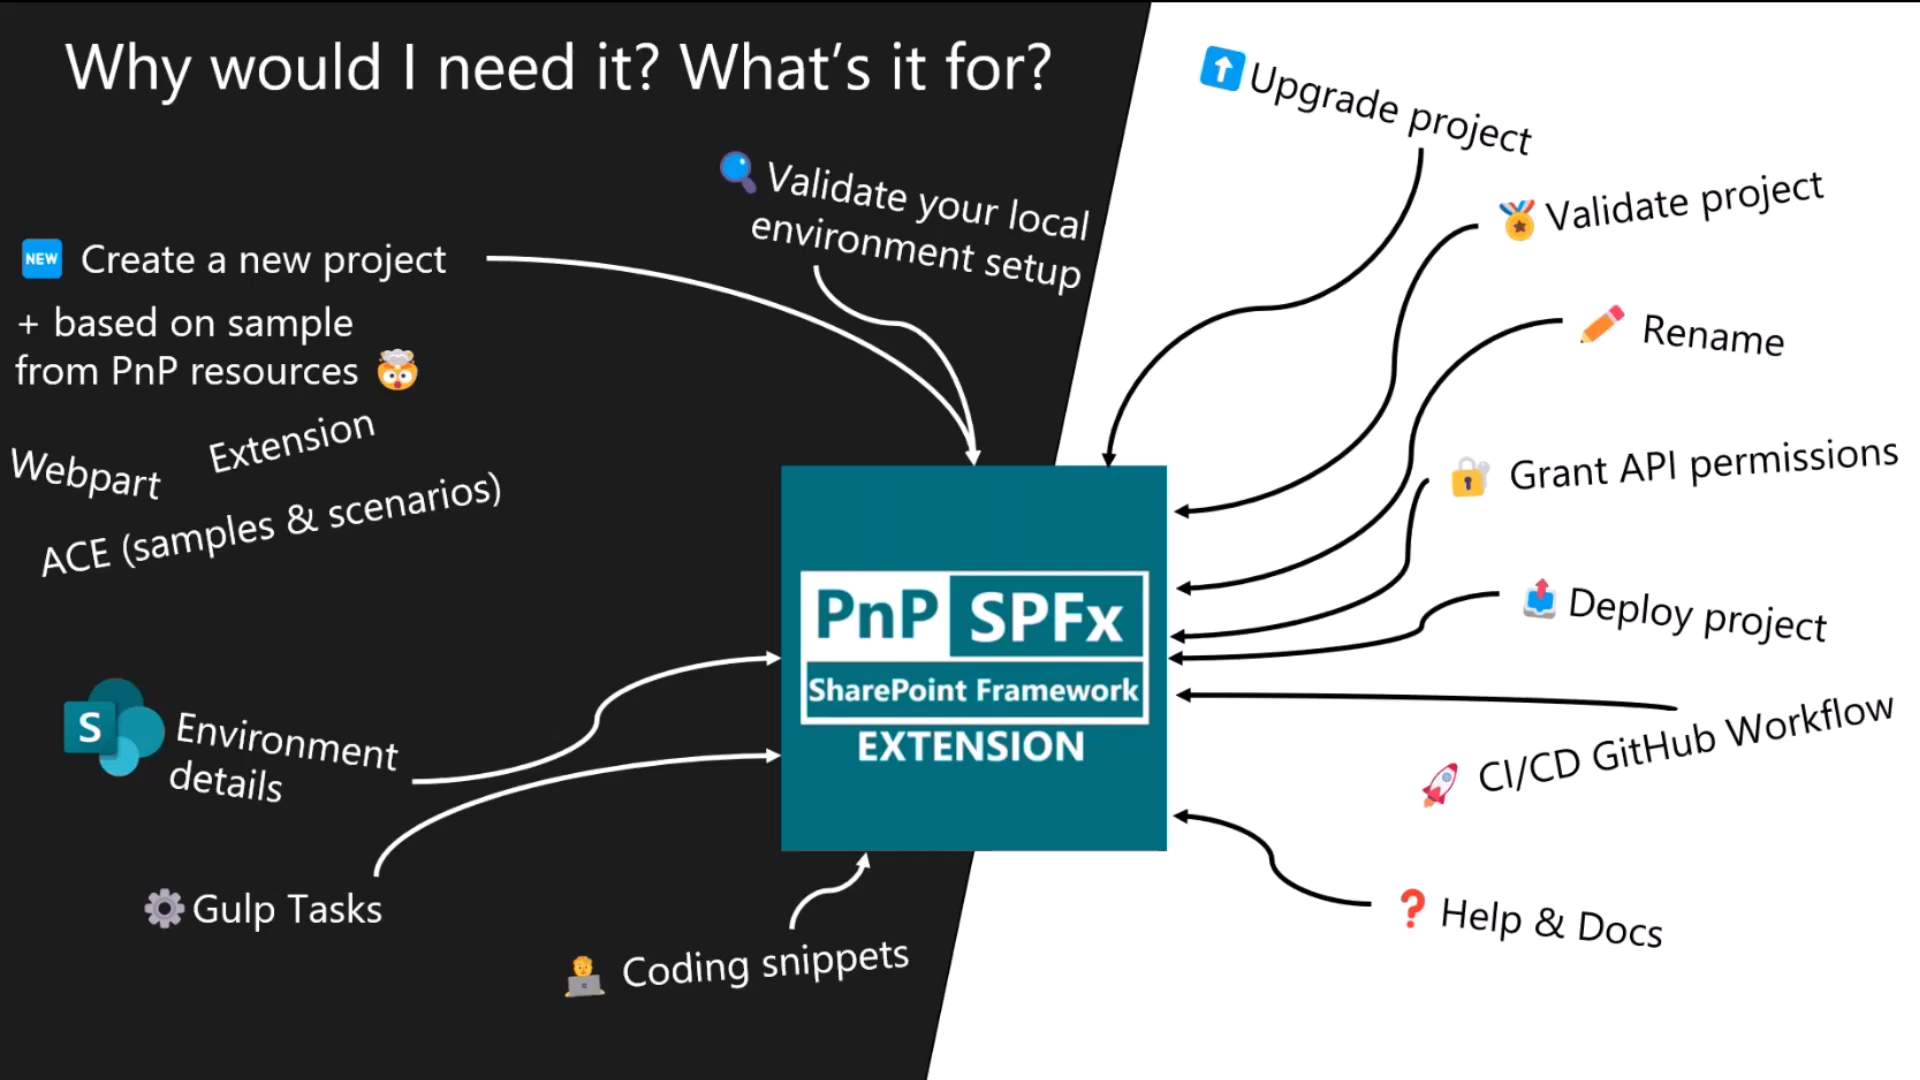 Why would I need it? What's it for?
Validate your local
environment setup
NEW
Create a new project
+ based on sample
from PnP resources
Webpart
Extension
ACE (samples & scenarios)
S
Environment
details
Gulp Tasks
Coding snippets
PnP SPFx
SharePoint Framework
EXTENSION
Upgrade project
Validate project
Rename
Grant API permissions
Deploy project
CI/CD GitHub Workflow
Help & Docs